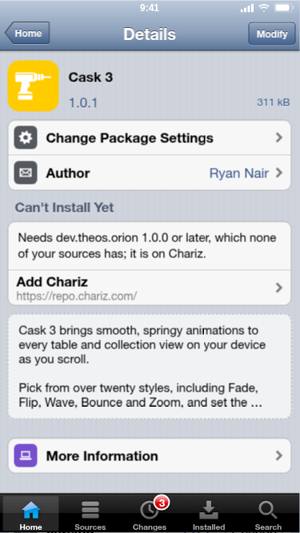 9:41
Home
Details
Modify
Cask 3
1.0.1
311 kB
Change Package Settings
Author
Ryan Nair
Can't Install Yet
Needs dev.theos.orion 1.0.0 or later, which none
of your sources has; it is on Chariz.
Add Chariz
https://repo.chariz.com/
Cask 3 brings smooth, springy animations to
every table and collection view on your device
as you scroll.
Pick from over twenty styles, including Fade,
Flip, Wave, Bounce and Zoom, and set the ...
More Information
3
Home
Sources
Changes
Installed
Search